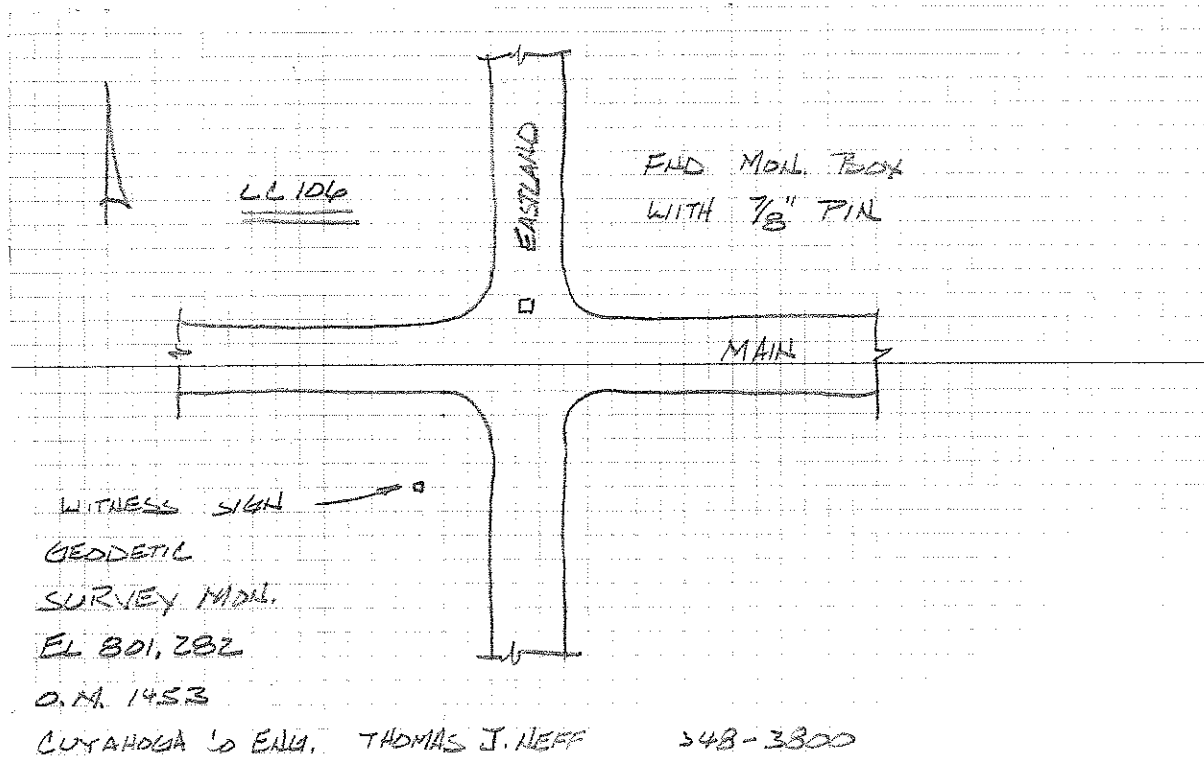 EASTLAND
LC 106
FND MON. BOX
WITH 7/8" PIN
MAIN
WITNESS SIGN
GEODETIC
SURVEY MON.
EL 801.282
O.M. 1453
CUYAHOGA Co ENG. THOMAS J. NEFF 348-3800